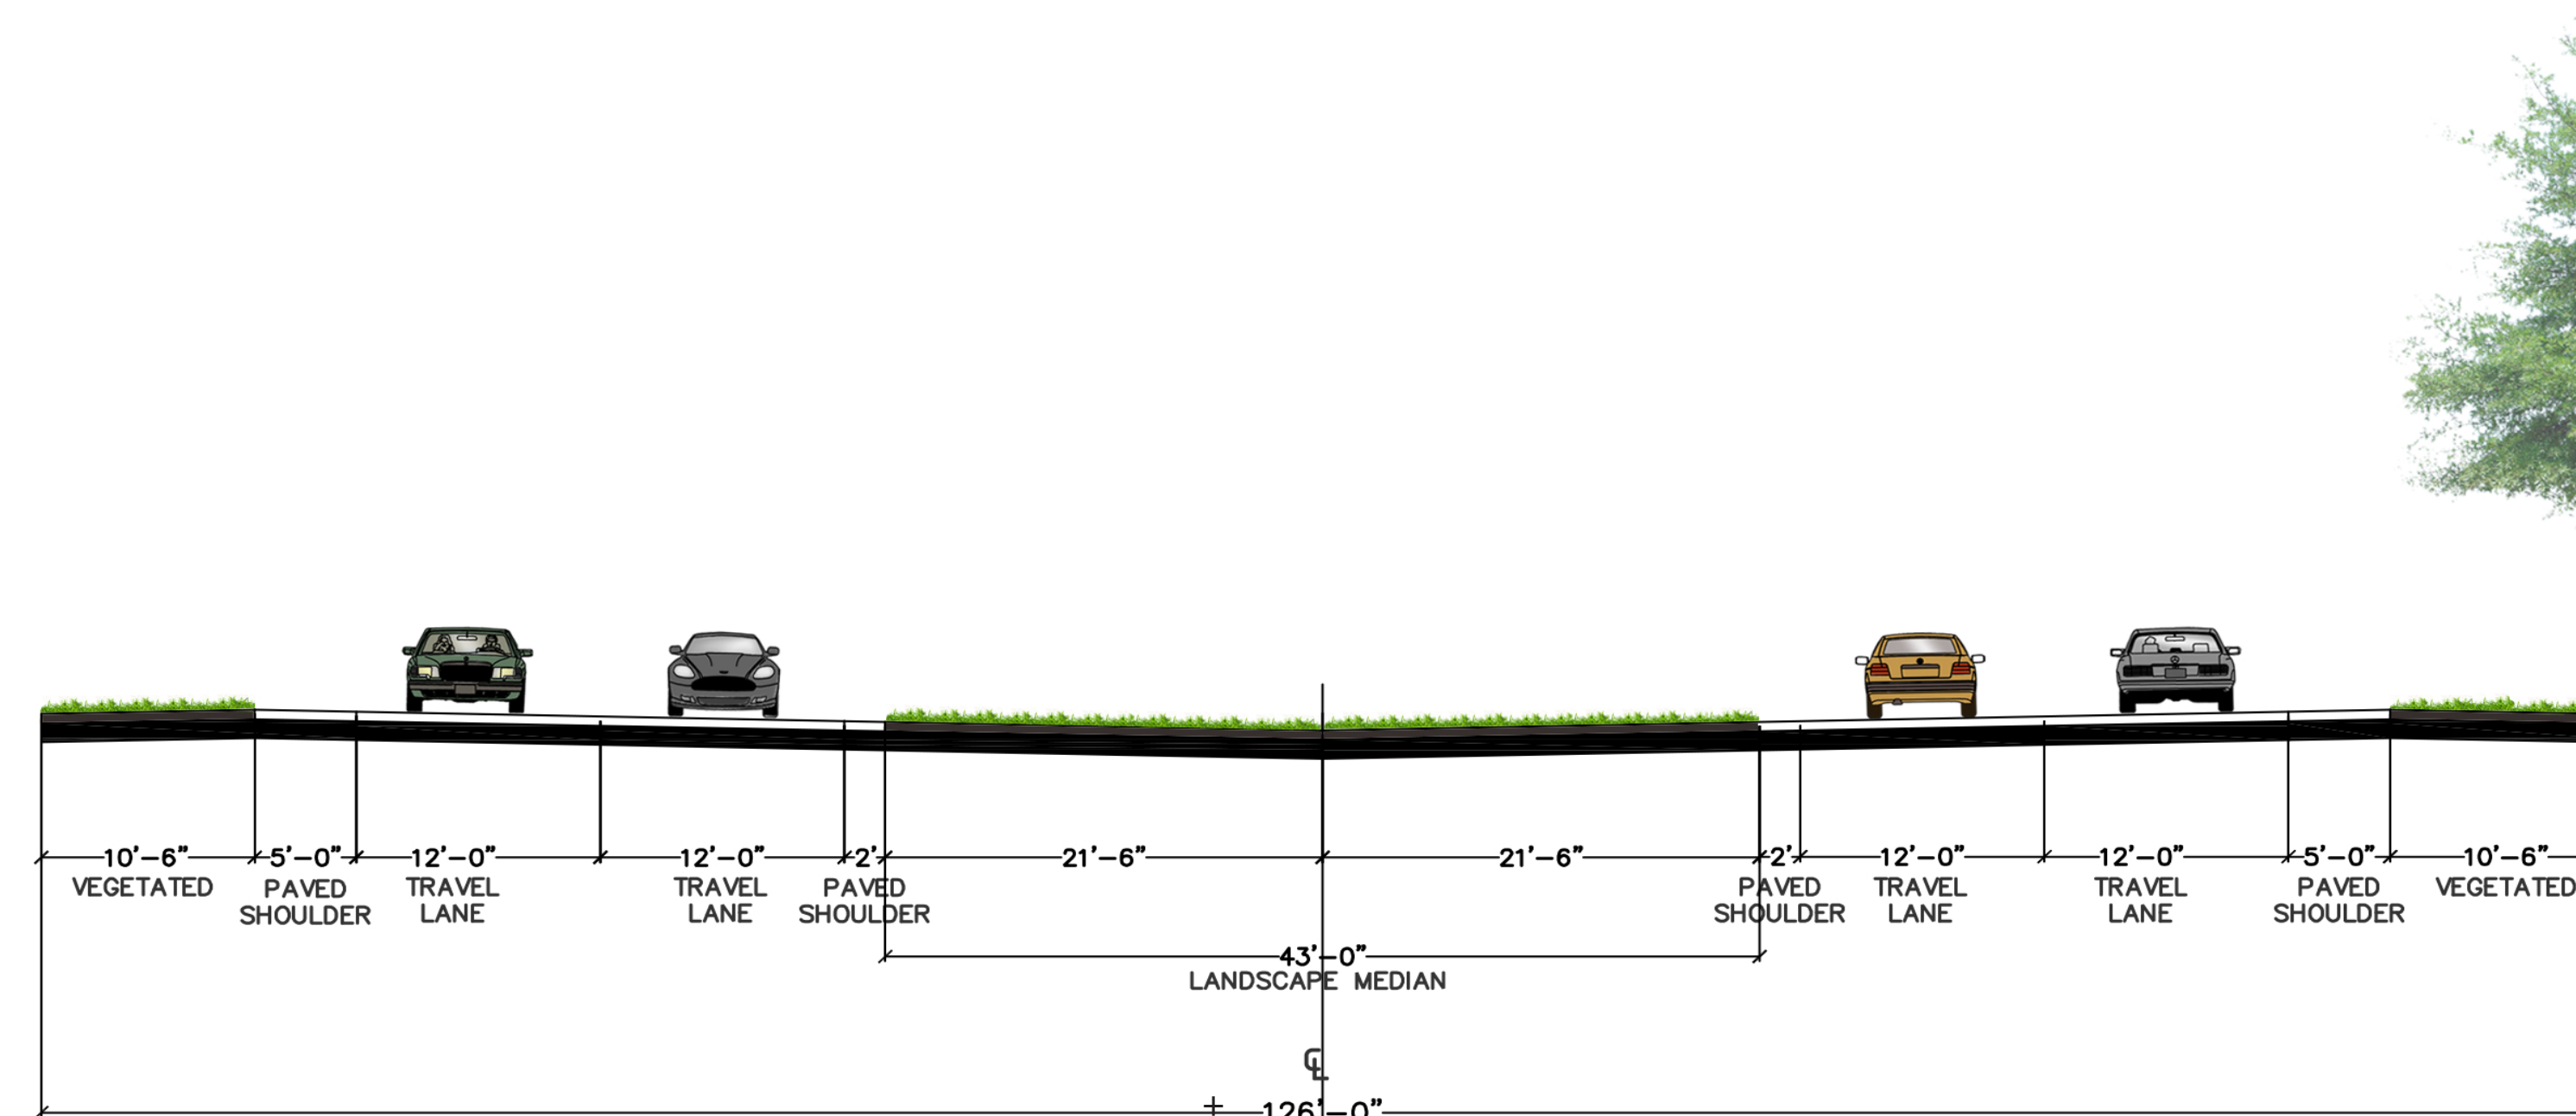 10'-6" 5'-0" 12'-0" 12'-0" 2' 21'-6" 21'-6" 2' 12'-0" 12'-0" 5'-0" 10'-6"
VEGETATED PAVED TRAVEL TRAVEL PAVED PAVED TRAVEL TRAVEL PAVED VEGETATED
SHOULDER LANE LANE SHOULDER SHOULDER LANE LANE SHOULDER
43'-0"
LANDSCAPE MEDIAN
℄
± 126'-0"